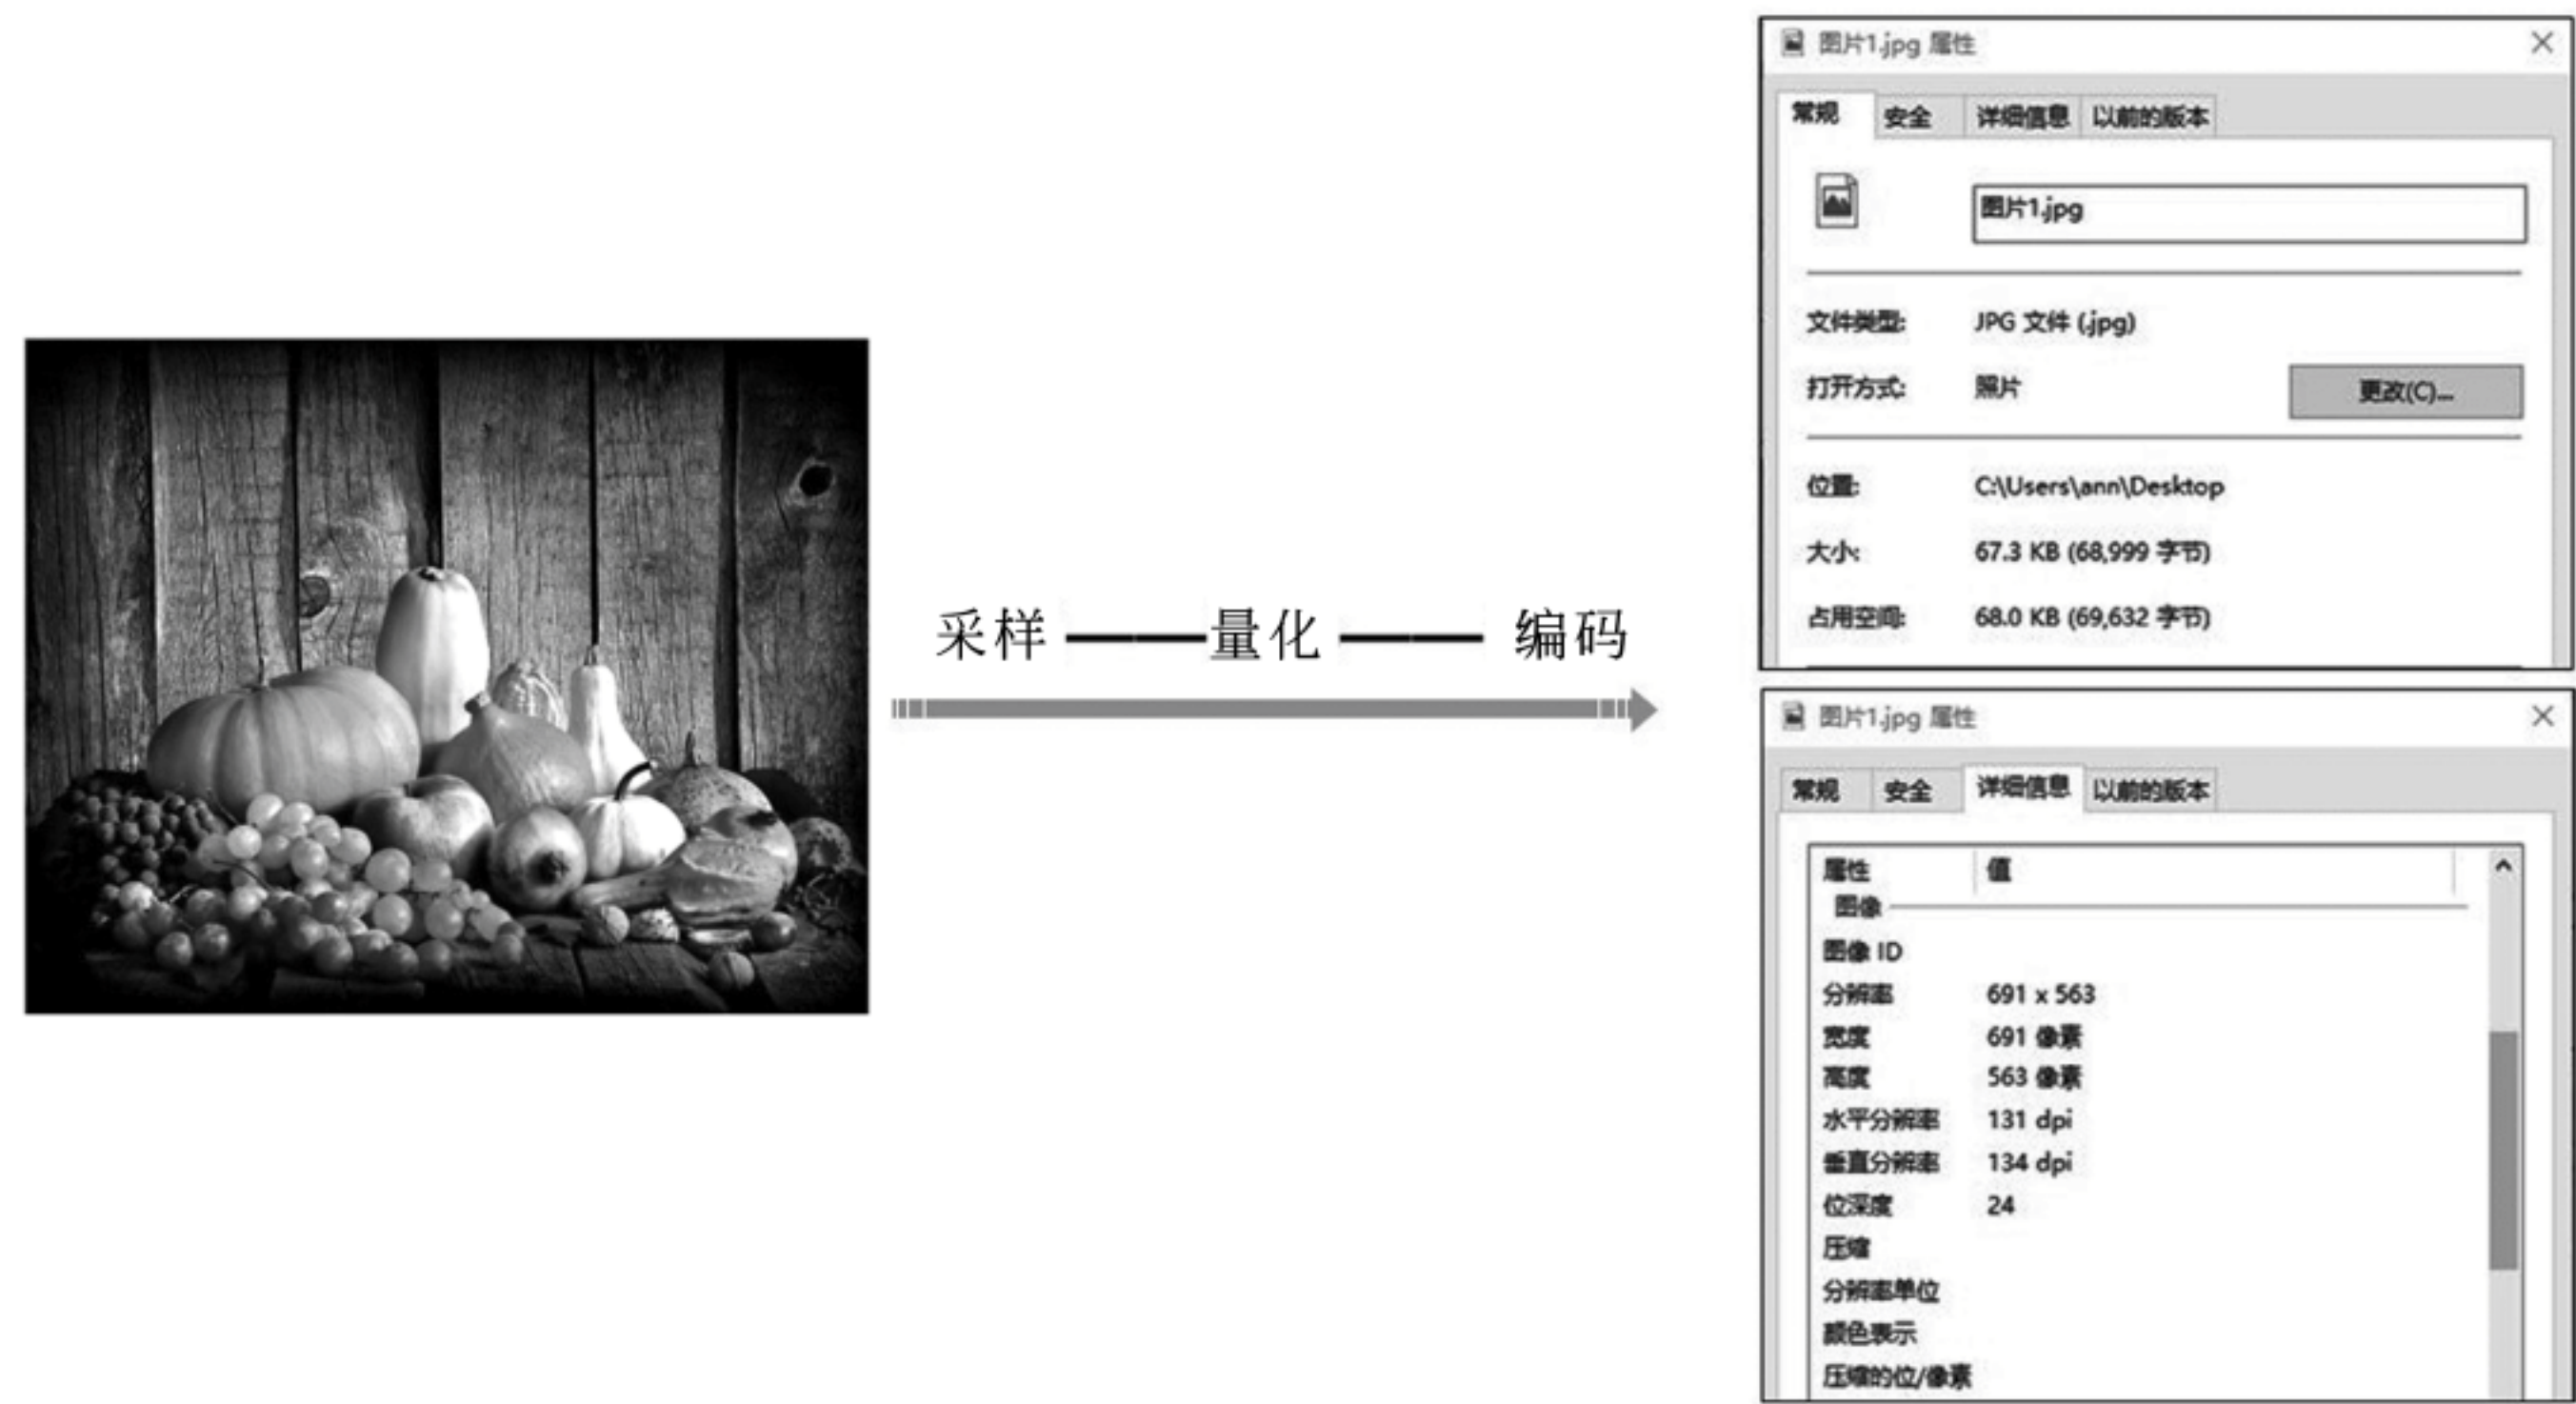 采样 —— 量化 —— 编码
图片1.jpg 属性
常规 安全 详细信息 以前的版本
图片1.jpg
文件类型: JPG 文件 (.jpg)
打开方式: 照片 更改(C)...
位置: C:\Users\ann\Desktop
大小: 67.3 KB (68,999 字节)
占用空间: 68.0 KB (69,632 字节)
图片1.jpg 属性
常规 安全 详细信息 以前的版本
属性 值
图像
图像 ID
分辨率 691 x 563
宽度 691 像素
高度 563 像素
水平分辨率 131 dpi
垂直分辨率 134 dpi
位深度 24
压缩
分辨率单位
颜色表示
压缩的位/像素